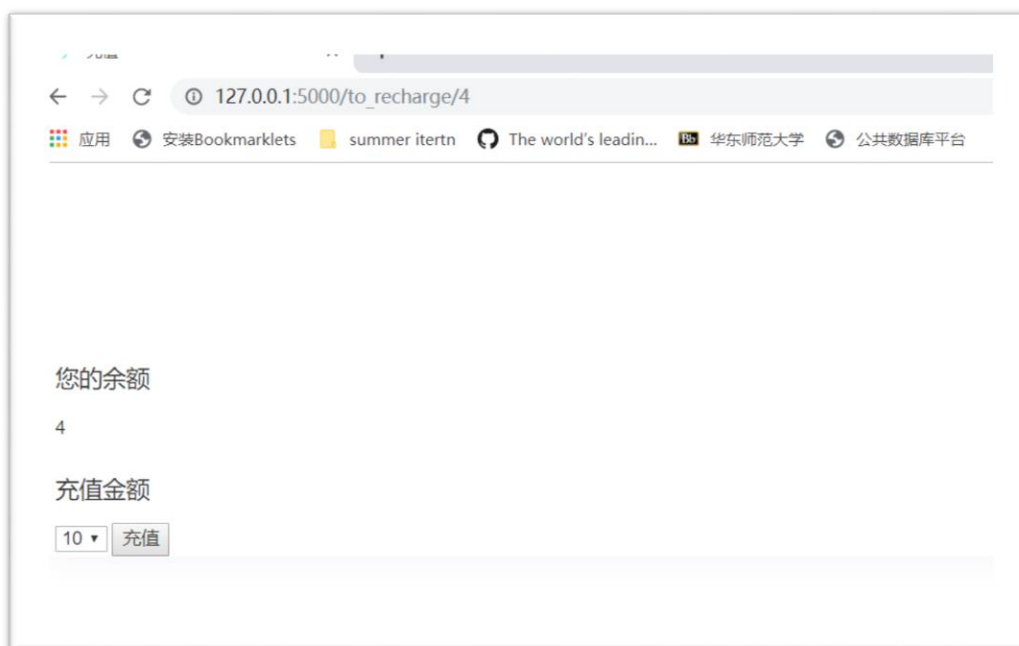 127.0.0.1:5000/to_recharge/4
应用 安装Bookmarklets summer itertn The world's leadin... Bb 华东师范大学 公共数据库平台
您的余额
4
充值金额
10 充值